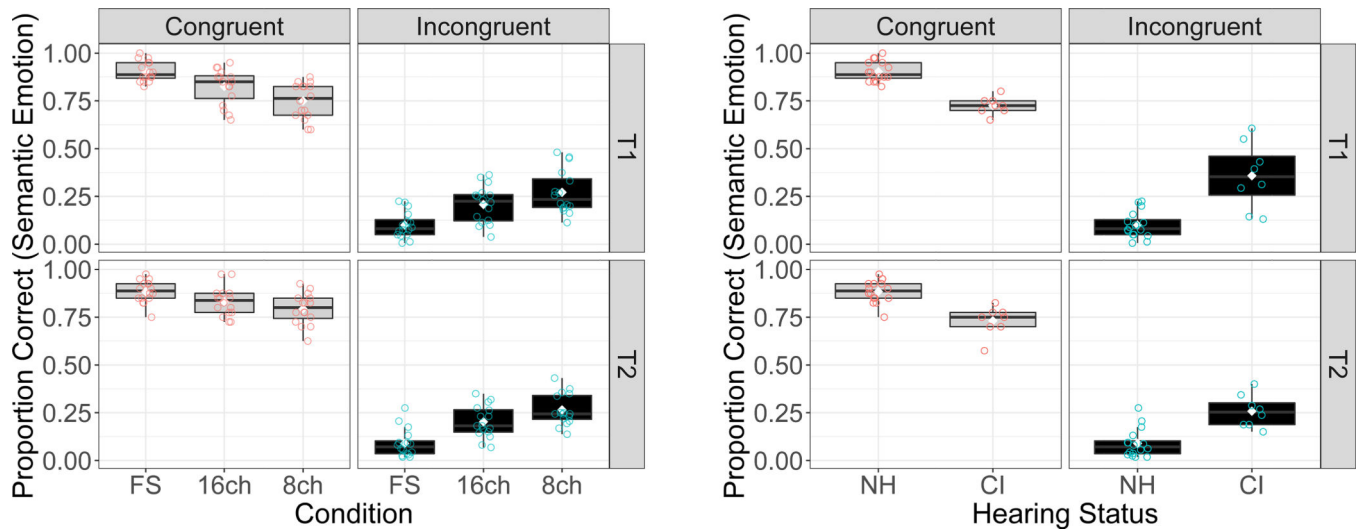 Congruent
Incongruent
Proportion Correct (Semantic Emotion)
1.00
0.75
0.50
0.25
0.00
T1
1.00
0.75
0.50
0.25
0.00
T2
FS 16ch 8ch
FS 16ch 8ch
Condition
Congruent
Incongruent
Proportion Correct (Semantic Emotion)
1.00
0.75
0.50
0.25
0.00
T1
1.00
0.75
0.50
0.25
0.00
T2
NH CI
NH CI
Hearing Status